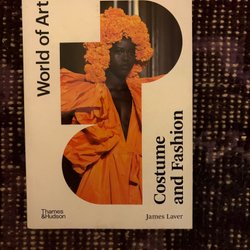 World of Art
Costume
and Fashion
James Laver
Thames
&Hudson